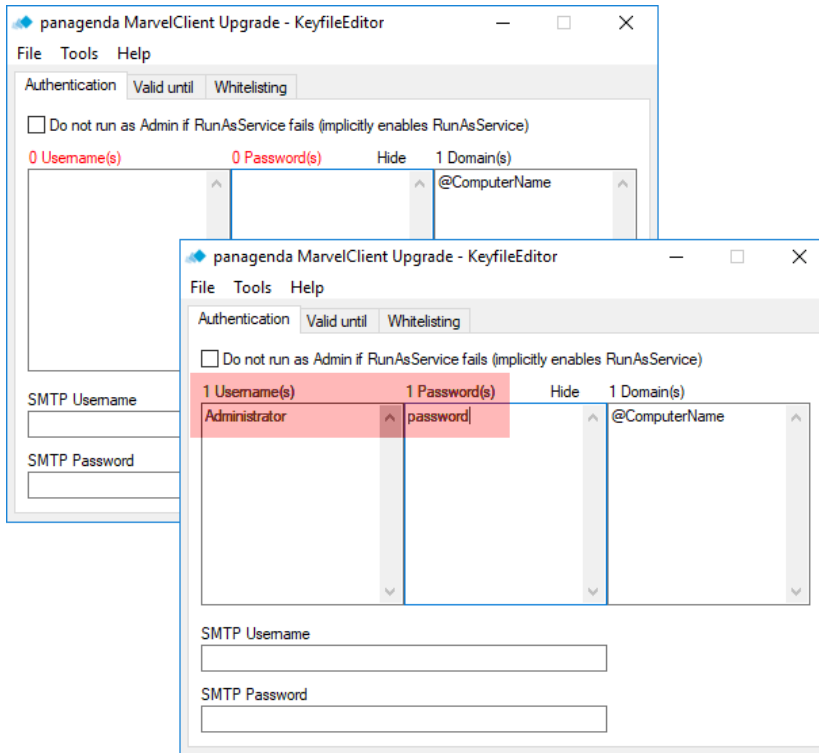 panagenda MarvelClient Upgrade - KeyfileEditor
File Tools Help
Authentication Valid until Whitelisting
Do not run as Admin if RunAsService fails (implicitly enables RunAsService)
0 Username(s) 0 Password(s) Hide 1 Domain(s)
@ComputerName
SMTP Username
SMTP Password
panagenda MarvelClient Upgrade - KeyfileEditor
File Tools Help
Authentication Valid until Whitelisting
Do not run as Admin if RunAsService fails (implicitly enables RunAsService)
1 Username(s) 1 Password(s) Hide 1 Domain(s)
Administrator password @ComputerName
SMTP Username
SMTP Password